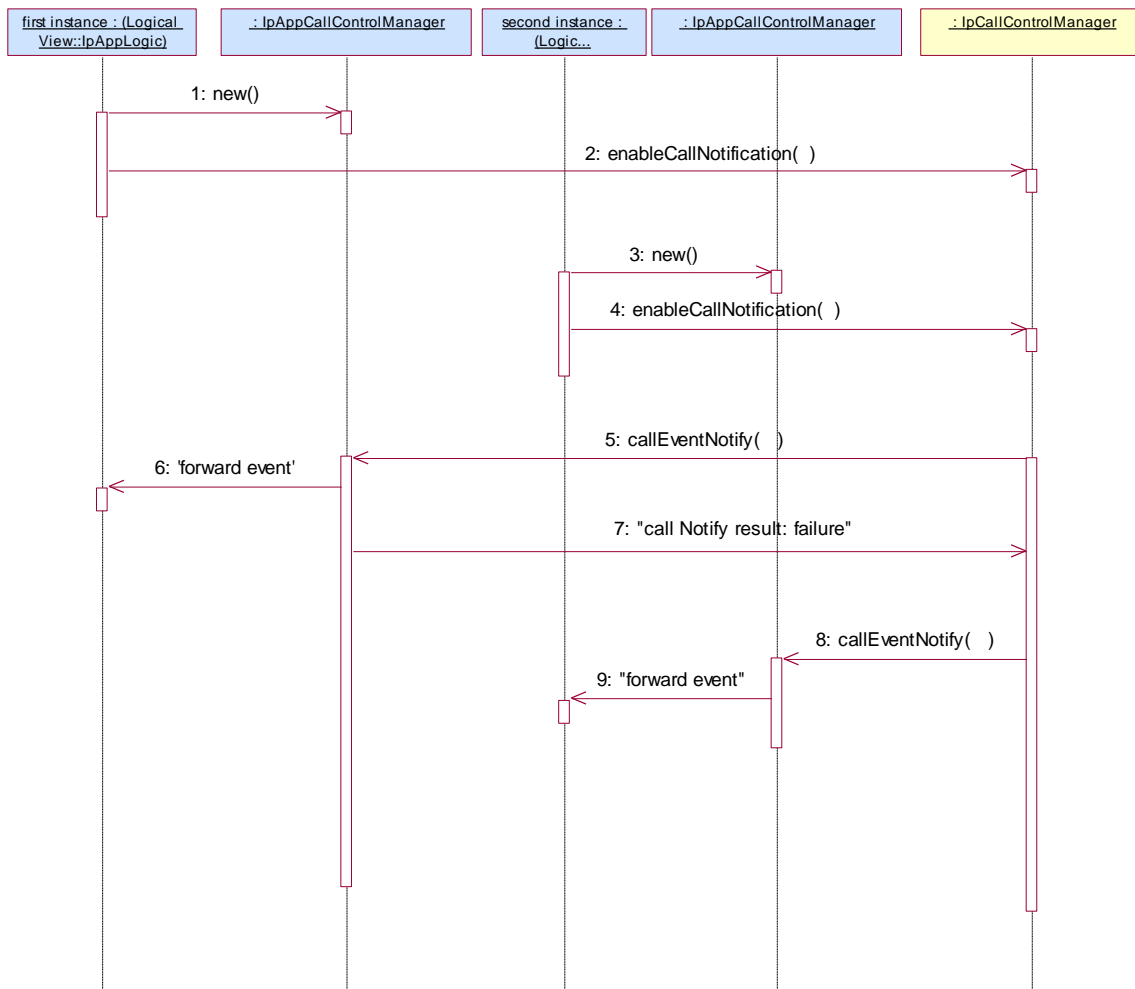 first instance : (Logical
View::IpAppLogic)
: IpAppCallControlManager
second instance :
(Logic...
: IpAppCallControlManager
: IpCallControlManager
1: new()
2: enableCallNotification(  )
3: new()
4: enableCallNotification(  )
5: callEventNotify(   )
6: 'forward event'
7: "call Notify result: failure"
8: callEventNotify(   )
9: "forward event"